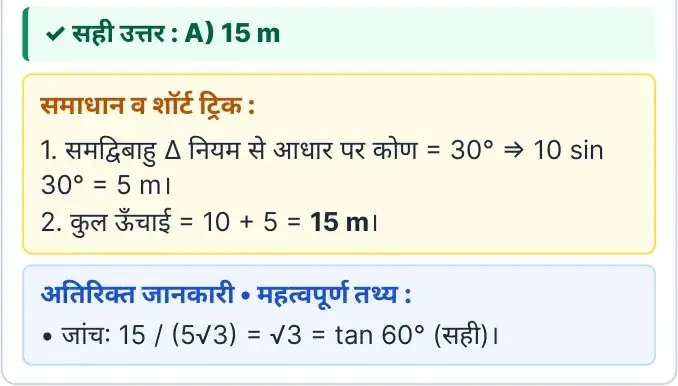 ✓ सही उत्तर : A) 15 m
समाधान व शॉर्ट ट्रिक :
1. समद्विबाहु Δ नियम से आधार पर कोण = 30° ⇒ 10 sin
30° = 5 m।
2. कुल ऊँचाई = 10 + 5 = 15 m।
अतिरिक्त जानकारी • महत्वपूर्ण तथ्य :
• जांच: 15 / (5√3) = √3 = tan 60° (सही)।